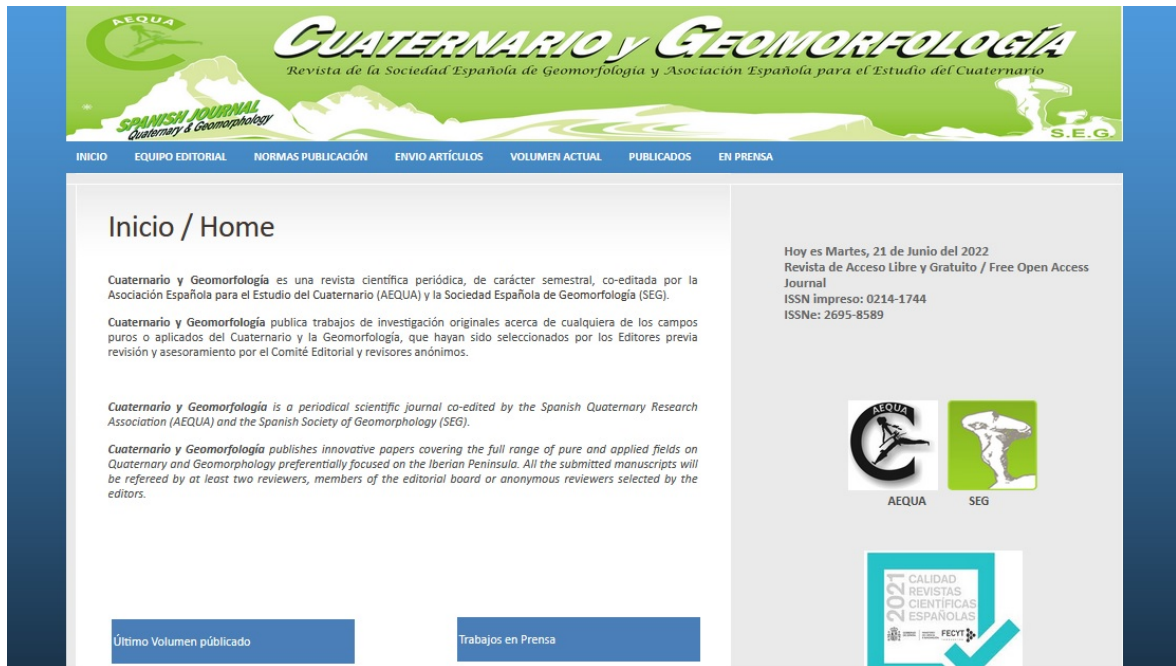 AEQUA
CUATERNARIO y GEOMORFOLOGÍA
Revista de la Sociedad Española de Geomorfología y Asociación Española para el Estudio del Cuaternario
SPANISH JOURNAL
Quaternary & Geomorphology
S.E.G.
INICIO EQUIPO EDITORIAL NORMAS PUBLICACIÓN ENVIO ARTÍCULOS VOLUMEN ACTUAL PUBLICADOS EN PRENSA
Inicio / Home
Cuaternario y Geomorfología es una revista científica periódica, de carácter semestral, co-editada por la
Asociación Española para el Estudio del Cuaternario (AEQUA) y la Sociedad Española de Geomorfología (SEG).
Cuaternario y Geomorfología publica trabajos de investigación originales acerca de cualquiera de los campos
puros o aplicados del Cuaternario y la Geomorfología, que hayan sido seleccionados por los Editores previa
revisión y asesoramiento por el Comité Editorial y revisores anónimos.
Cuaternario y Geomorfología is a periodical scientific journal co-edited by the Spanish Quaternary Research
Association (AEQUA) and the Spanish Society of Geomorphology (SEG).
Cuaternario y Geomorfología publishes innovative papers covering the full range of pure and applied fields on
Quaternary and Geomorphology preferentially focused on the Iberian Peninsula. All the submitted manuscripts will
be refereed by at least two reviewers, members of the editorial board or anonymous reviewers selected by the
editors.
Último Volumen públicado
Trabajos en Prensa
Hoy es Martes, 21 de Junio del 2022
Revista de Acceso Libre y Gratuito / Free Open Access
Journal
ISSN impreso: 0214-1744
ISSNe: 2695-8589
AEQUA
AEQUA SEG
2021
CALIDAD
REVISTAS
CIENTÍFICAS
ESPAÑOLAS
FECYT